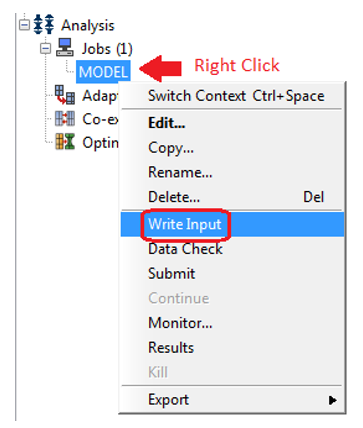 Analysis
Jobs (1)
MODEL Right Click
Adap
Switch Context Ctrl+Space
Co-ex
Edit...
Optin
Copy...
Rename...
Delete... Del
Write Input
Data Check
Submit
Continue
Monitor...
Results
Kill
Export